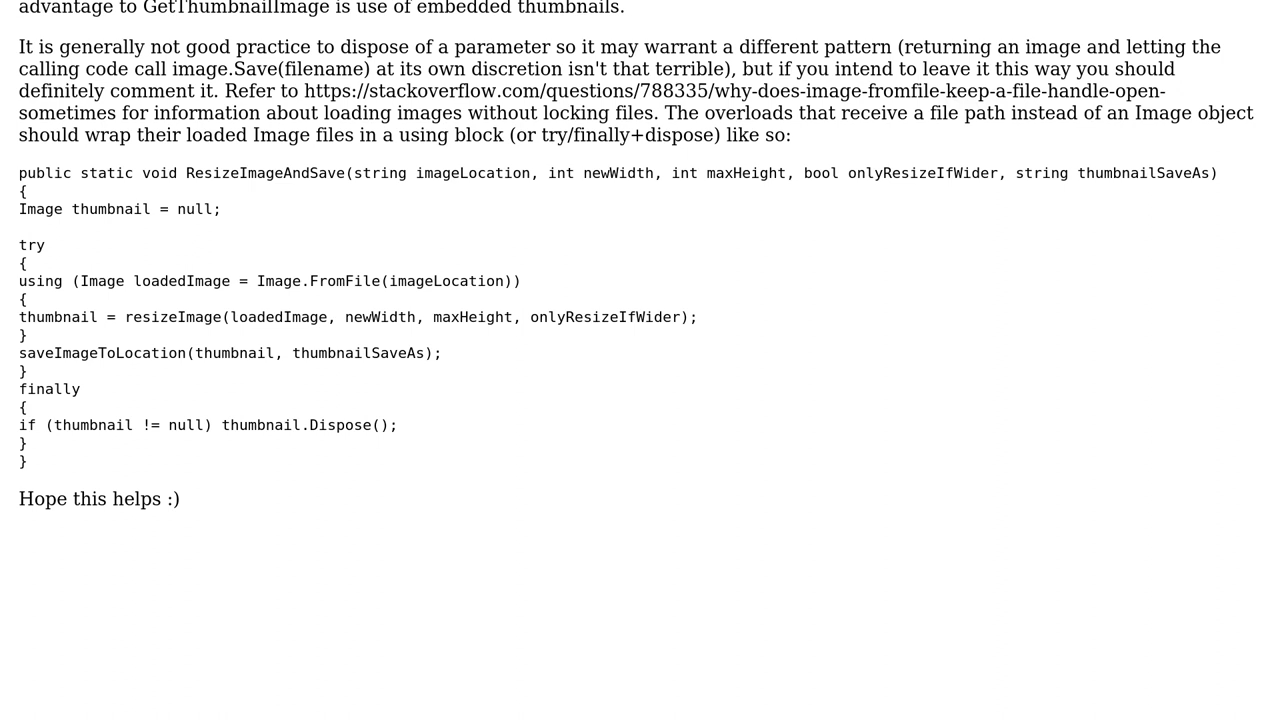 advantage to GetThumbnailImage is use of embedded thumbnails.
It is generally not good practice to dispose of a parameter so it may warrant a different pattern (returning an image and letting the
calling code call image.Save(filename) at its own discretion isn't that terrible), but if you intend to leave it this way you should
definitely comment it. Refer to https://stackoverflow.com/questions/788335/why-does-image-fromfile-keep-a-file-handle-open-
sometimes for information about loading images without locking files. The overloads that receive a file path instead of an Image object
should wrap their loaded Image files in a using block (or try/finally+dispose) like so:
public static void ResizeImageAndSave(string imageLocation, int newWidth, int maxHeight, bool onlyResizeIfWider, string thumbnailSaveAs)
{
Image thumbnail = null;
try
{
using (Image loadedImage = Image.FromFile(imageLocation))
{
thumbnail = resizeImage(loadedImage, newWidth, maxHeight, onlyResizeIfWider);
}
saveImageToLocation(thumbnail, thumbnailSaveAs);
}
finally
{
if (thumbnail != null) thumbnail.Dispose();
}
}
Hope this helps :)